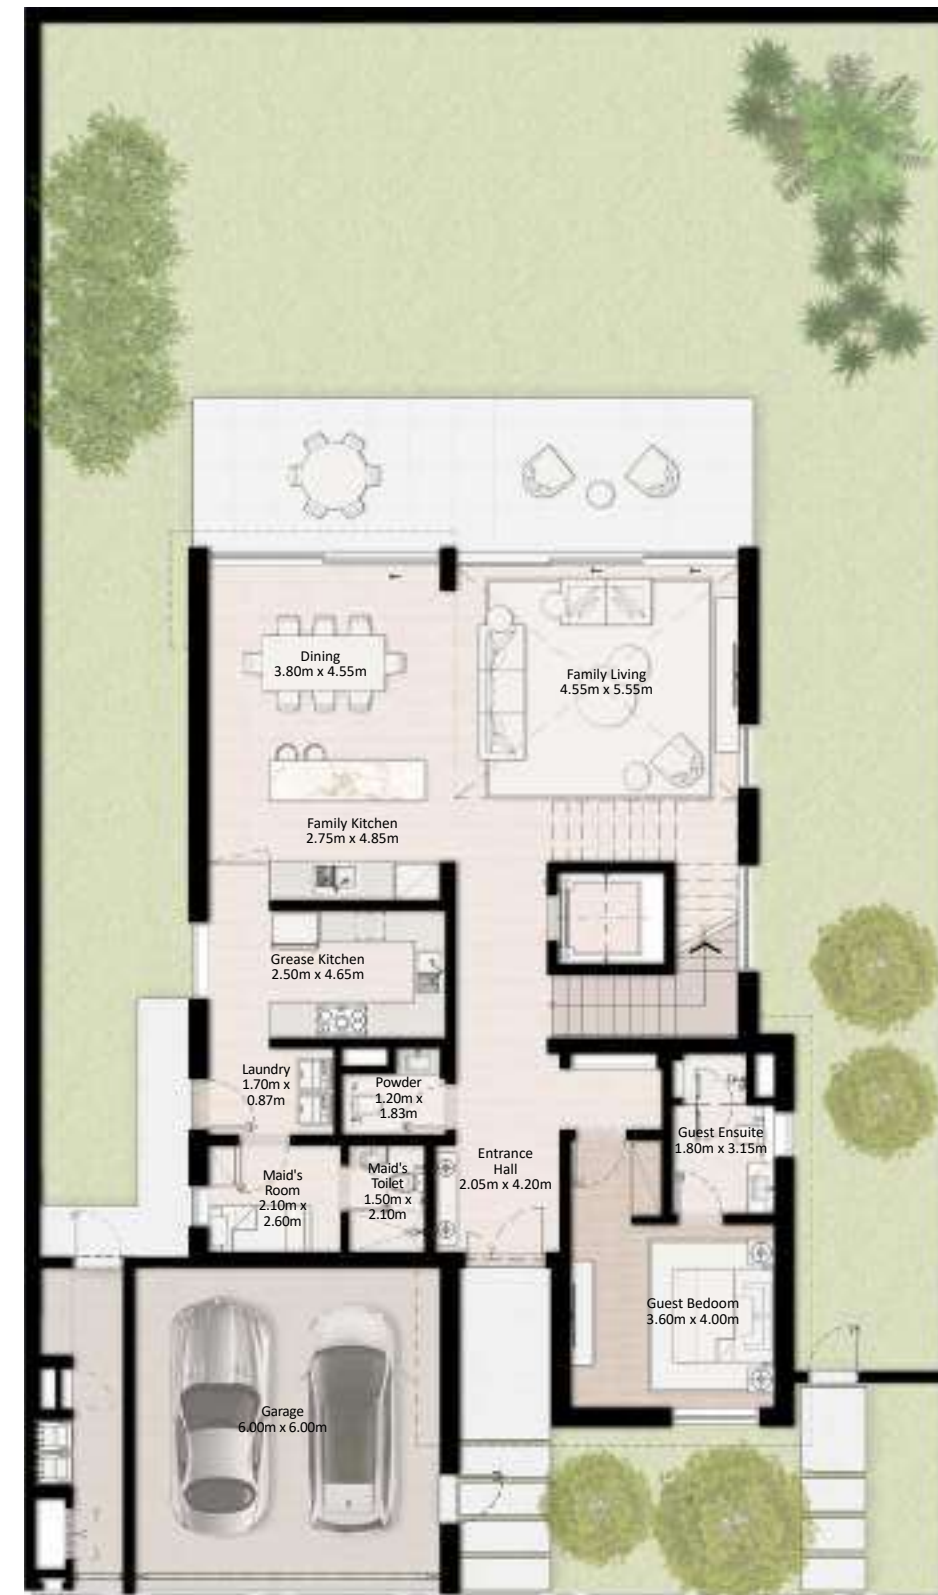 Dining
3.80m x 4.55m
Family Living
4.55m x 5.55m
Family Kitchen
2.75m x 4.85m
Grease Kitchen
2.50m x 4.65m
Laundry
1.70m x
0.87m
Powder
1.20m x
1.83m
Guest Ensuite
1.80m x 3.15m
Entrance
Hall
2.05m x 4.20m
Maid's
Room
2.10m x
2.60m
Maid's
Toilet
1.50m x
2.10m
Guest Bedoom
3.60m x 4.00m
Garage
6.00m x 6.00m